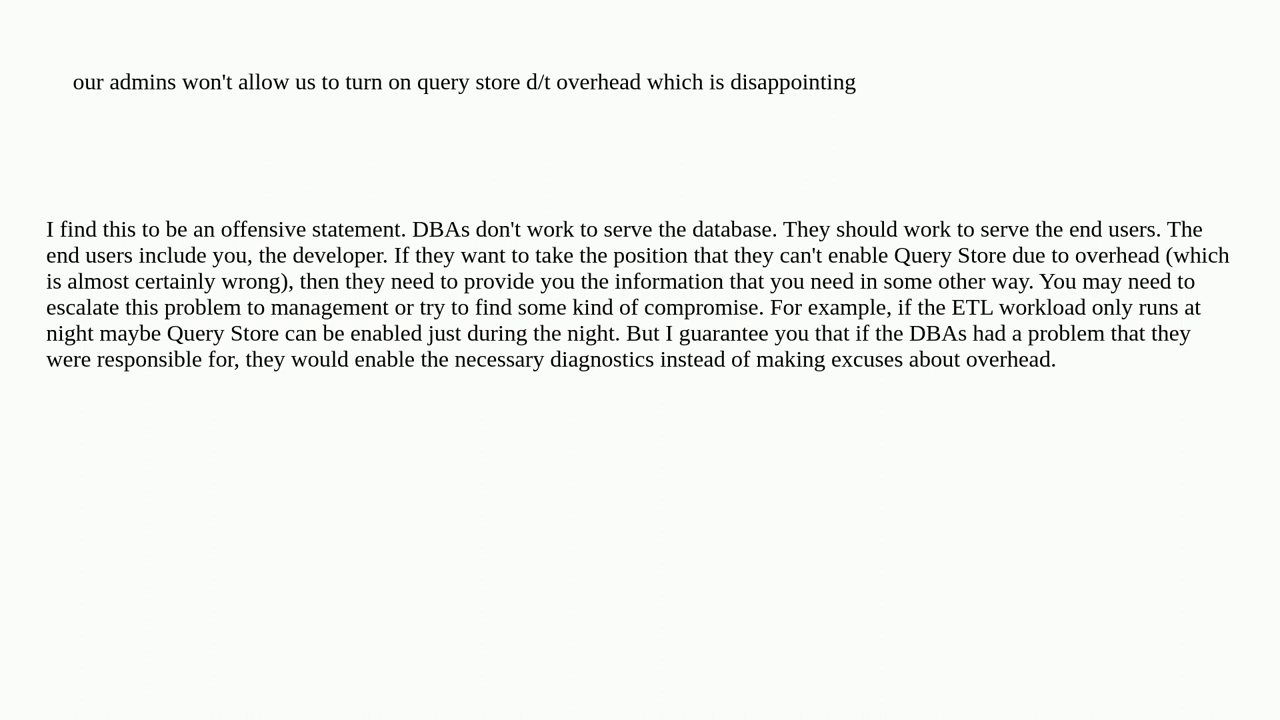 our admins won't allow us to turn on query store d/t overhead which is disappointing
I find this to be an offensive statement. DBAs don't work to serve the database. They should work to serve the end users. The
end users include you, the developer. If they want to take the position that they can't enable Query Store due to overhead (which
is almost certainly wrong), then they need to provide you the information that you need in some other way. You may need to
escalate this problem to management or try to find some kind of compromise. For example, if the ETL workload only runs at
night maybe Query Store can be enabled just during the night. But I guarantee you that if the DBAs had a problem that they
were responsible for, they would enable the necessary diagnostics instead of making excuses about overhead.